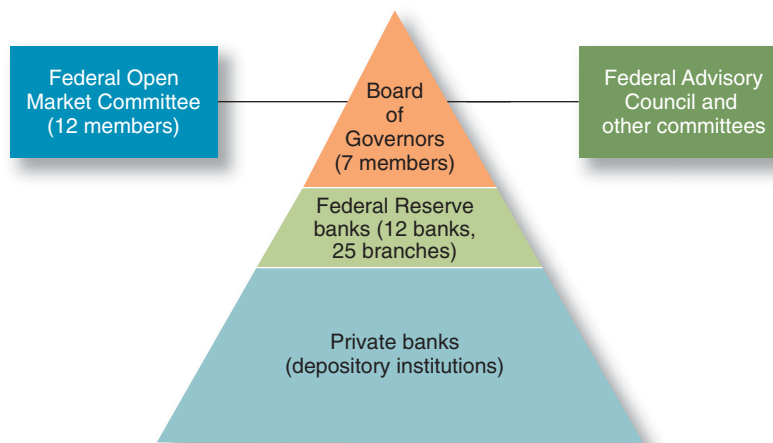 Federal Open
Market Committee
(12 members)
Board
of
Governors
(7 members)
Federal Advisory
Council and
other committees
Federal Reserve
banks (12 banks,
25 branches)
Private banks
(depository institutions)